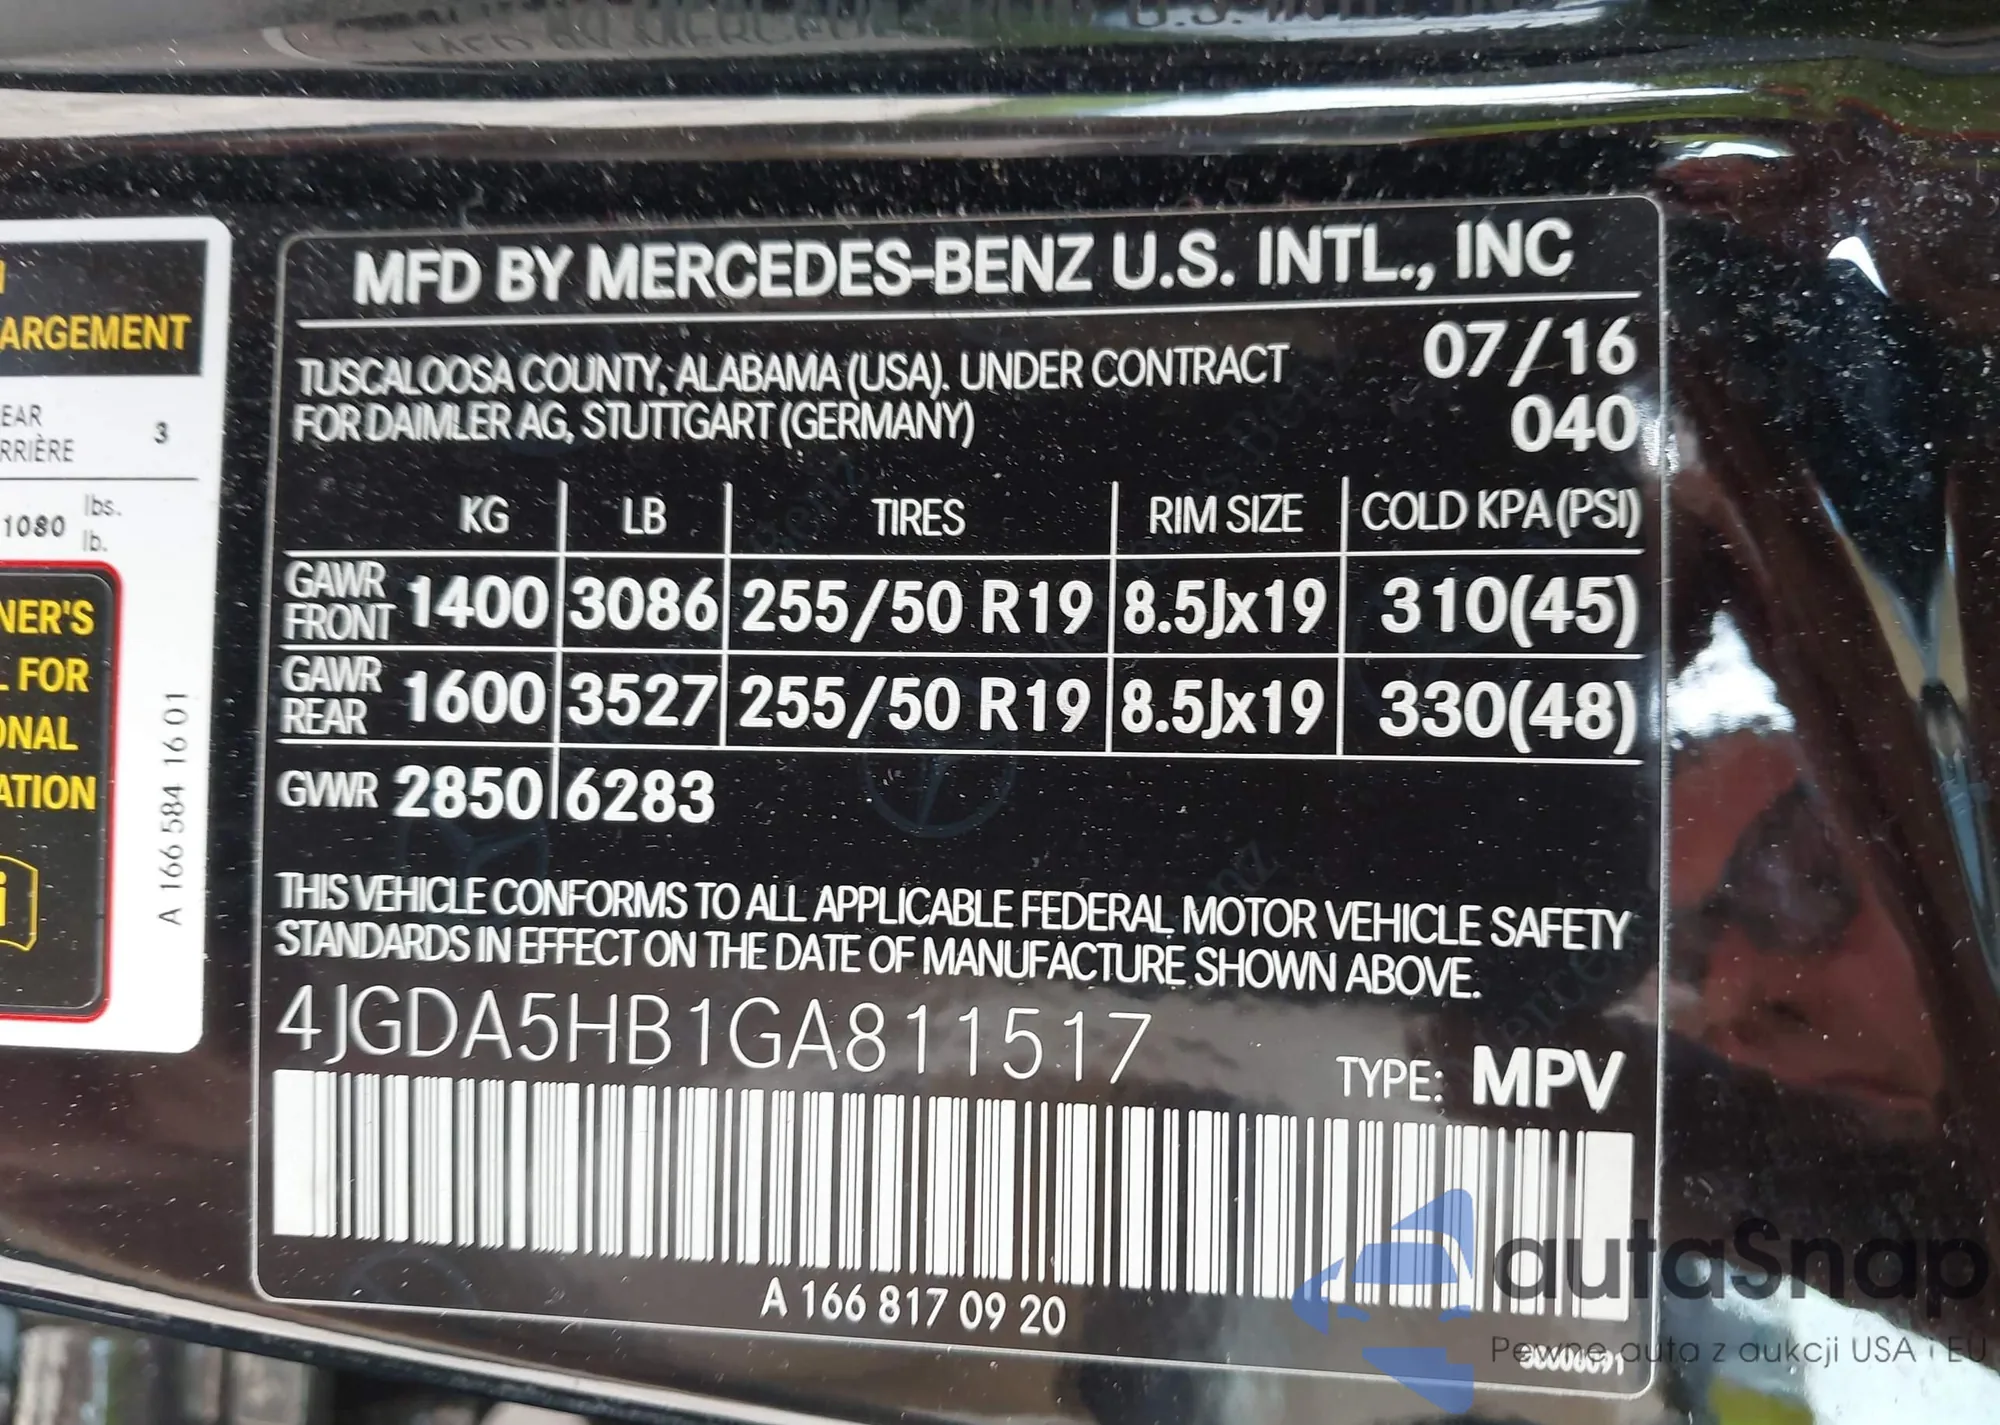 MFD BY MERCEDES-BENZ U.S. INTL., INC
TUSCALOOSA COUNTY, ALABAMA (USA). UNDER CONTRACT 07/16
FOR DAIMLER AG, STUTTGART (GERMANY) 040
KG LB TIRES RIM SIZE COLD KPA (PSI)
GAWR FRONT 1400 3086 255/50 R19 8.5Jx19 310(45)
GAWR REAR 1600 3527 255/50 R19 8.5Jx19 330(48)
GVWR 2850 6283
THIS VEHICLE CONFORMS TO ALL APPLICABLE FEDERAL MOTOR VEHICLE SAFETY
STANDARDS IN EFFECT ON THE DATE OF MANUFACTURE SHOWN ABOVE.
4JGDA5HB1GA811517
TYPE: MPV
A 166 817 09 20
ARGEMENT
EAR
RRIÈRE 3
1080 lbs.
lb.
NER'S
L FOR
ONAL
ATION
A 166 584 16 01
autaSnap
Pewne auta z aukcji USA i EU